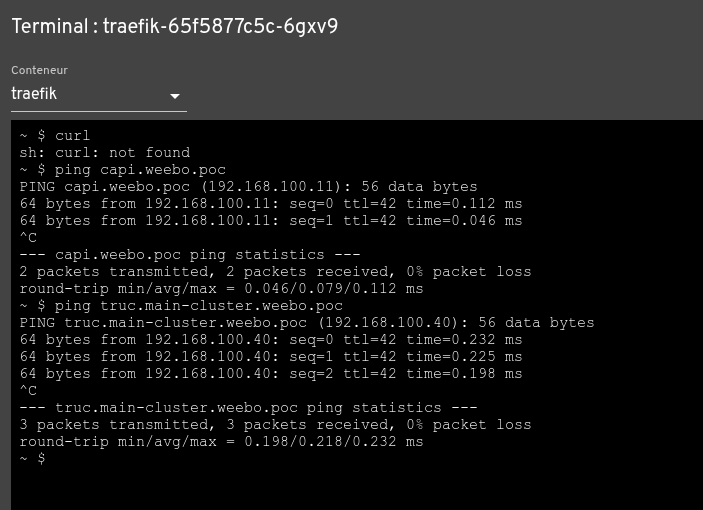 Terminal : traefik-65f5877c5c-6gxv9
Conteneur
traefik
~ $ curl
sh: curl: not found
~ $ ping capi.weebo.poc
PING capi.weebo.poc (192.168.100.11): 56 data bytes
64 bytes from 192.168.100.11: seq=0 ttl=42 time=0.112 ms
64 bytes from 192.168.100.11: seq=1 ttl=42 time=0.046 ms
^C
--- capi.weebo.poc ping statistics ---
2 packets transmitted, 2 packets received, 0% packet loss
round-trip min/avg/max = 0.046/0.079/0.112 ms
~ $ ping truc.main-cluster.weebo.poc
PING truc.main-cluster.weebo.poc (192.168.100.40): 56 data bytes
64 bytes from 192.168.100.40: seq=0 ttl=42 time=0.232 ms
64 bytes from 192.168.100.40: seq=1 ttl=42 time=0.225 ms
64 bytes from 192.168.100.40: seq=2 ttl=42 time=0.198 ms
^C
--- truc.main-cluster.weebo.poc ping statistics ---
3 packets transmitted, 3 packets received, 0% packet loss
round-trip min/avg/max = 0.198/0.218/0.232 ms
~ $